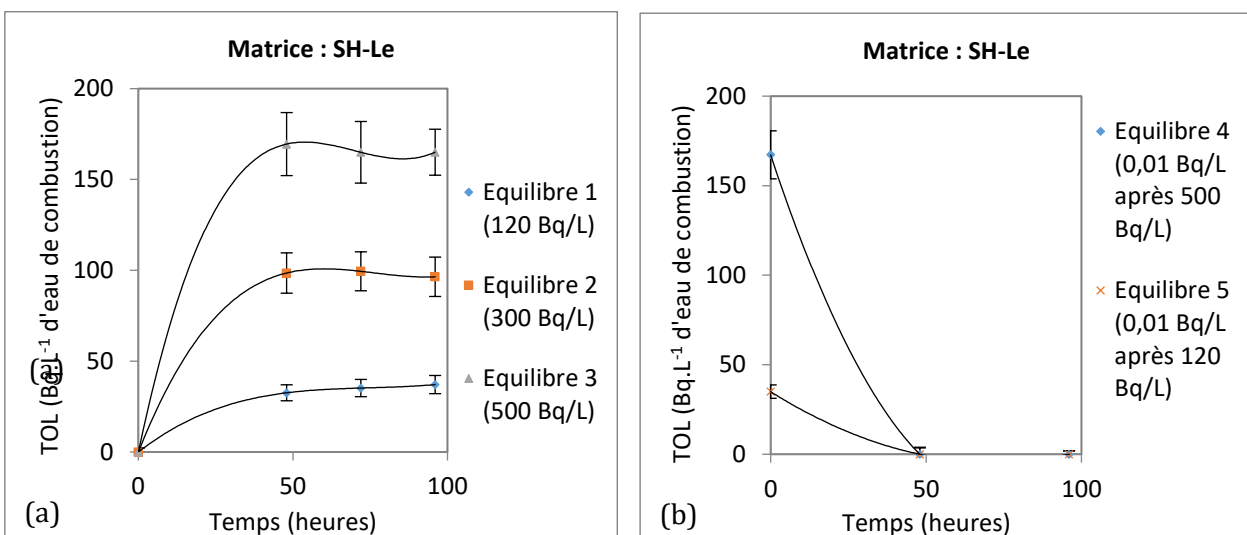 Matrice : SH-Le
TOL (Bq.L-1 d'eau de combustion)
200
150
100
50
0
0
50
100
Temps (heures)
Equilibre 1
(120 Bq/L)
Equilibre 2
(300 Bq/L)
Equilibre 3
(500 Bq/L)
(a)
(a)
Matrice : SH-Le
TOL (Bq.L-1 d'eau de combustion)
200
150
100
50
0
0
50
100
Temps (heures)
Equilibre 4
(0,01 Bq/L
après 500
Bq/L)
Equilibre 5
(0,01 Bq/L
après 120
Bq/L)
(b)